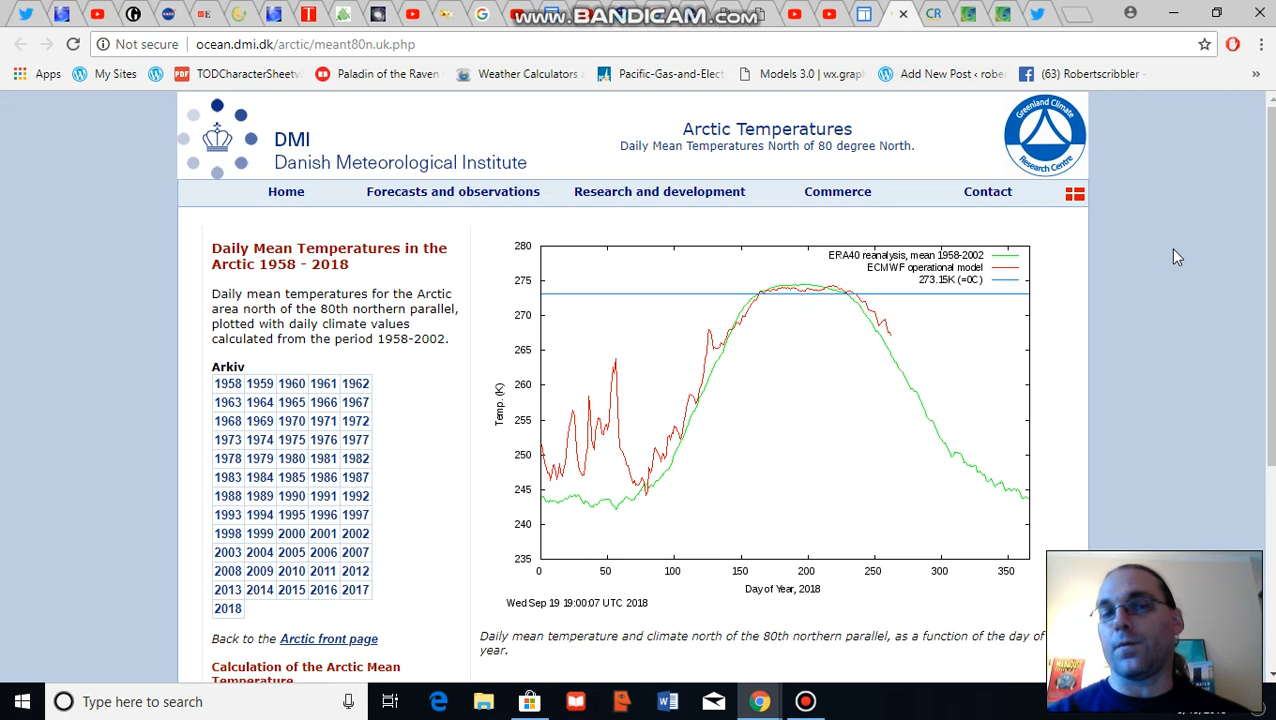 www.BANDICAM.com
Not secure | ocean.dmi.dk/arctic/meant80n.uk.php
Apps My Sites TODCharacterSheetv Paladin of the Raven Weather Calculators Pacific-Gas-and-Elect Models 3.0 | wx.graph Add New Post ‹ rober (63) Robertscribbler - »
DMI
Danish Meteorological Institute
Arctic Temperatures
Daily Mean Temperatures North of 80 degree North.
Greenland Climate
Research Centre
Home Forecasts and observations Research and development Commerce Contact
Daily Mean Temperatures in the
Arctic 1958 - 2018
Daily mean temperatures for the Arctic
area north of the 80th northern parallel,
plotted with daily climate values
calculated from the period 1958-2002.
Arkiv
1958 1959 1960 1961 1962
1963 1964 1965 1966 1967
1968 1969 1970 1971 1972
1973 1974 1975 1976 1977
1978 1979 1980 1981 1982
1983 1984 1985 1986 1987
1988 1989 1990 1991 1992
1993 1994 1995 1996 1997
1998 1999 2000 2001 2002
2003 2004 2005 2006 2007
2008 2009 2010 2011 2012
2013 2014 2015 2016 2017
2018
Back to the Arctic front page
Calculation of the Arctic Mean
Temperature
280
275
270
265
260
255
250
245
240
235
Temp. (K)
ERA40 reanalysis, mean 1958-2002
ECMWF operational model
273.15K (=0C)
0 50 100 150 200 250 300 350
Day of Year, 2018
Wed Sep 19 19:00:07 UTC 2018
Daily mean temperature and climate north of the 80th northern parallel, as a function of the day of
year.
Type here to search